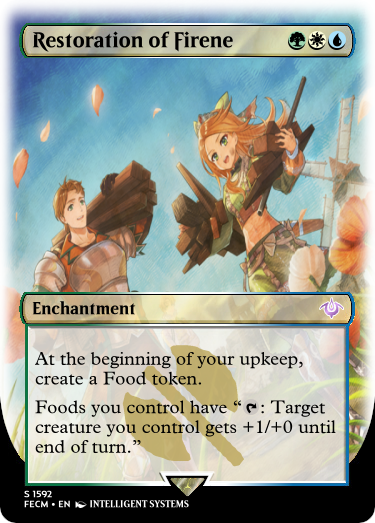 Restoration of Firene
Enchantment
At the beginning of your upkeep,
create a Food token.
Foods you control have “ : Target
creature you control gets +1/+0 until
end of turn.”
S 1592
FECM • EN INTELLIGENT SYSTEMS